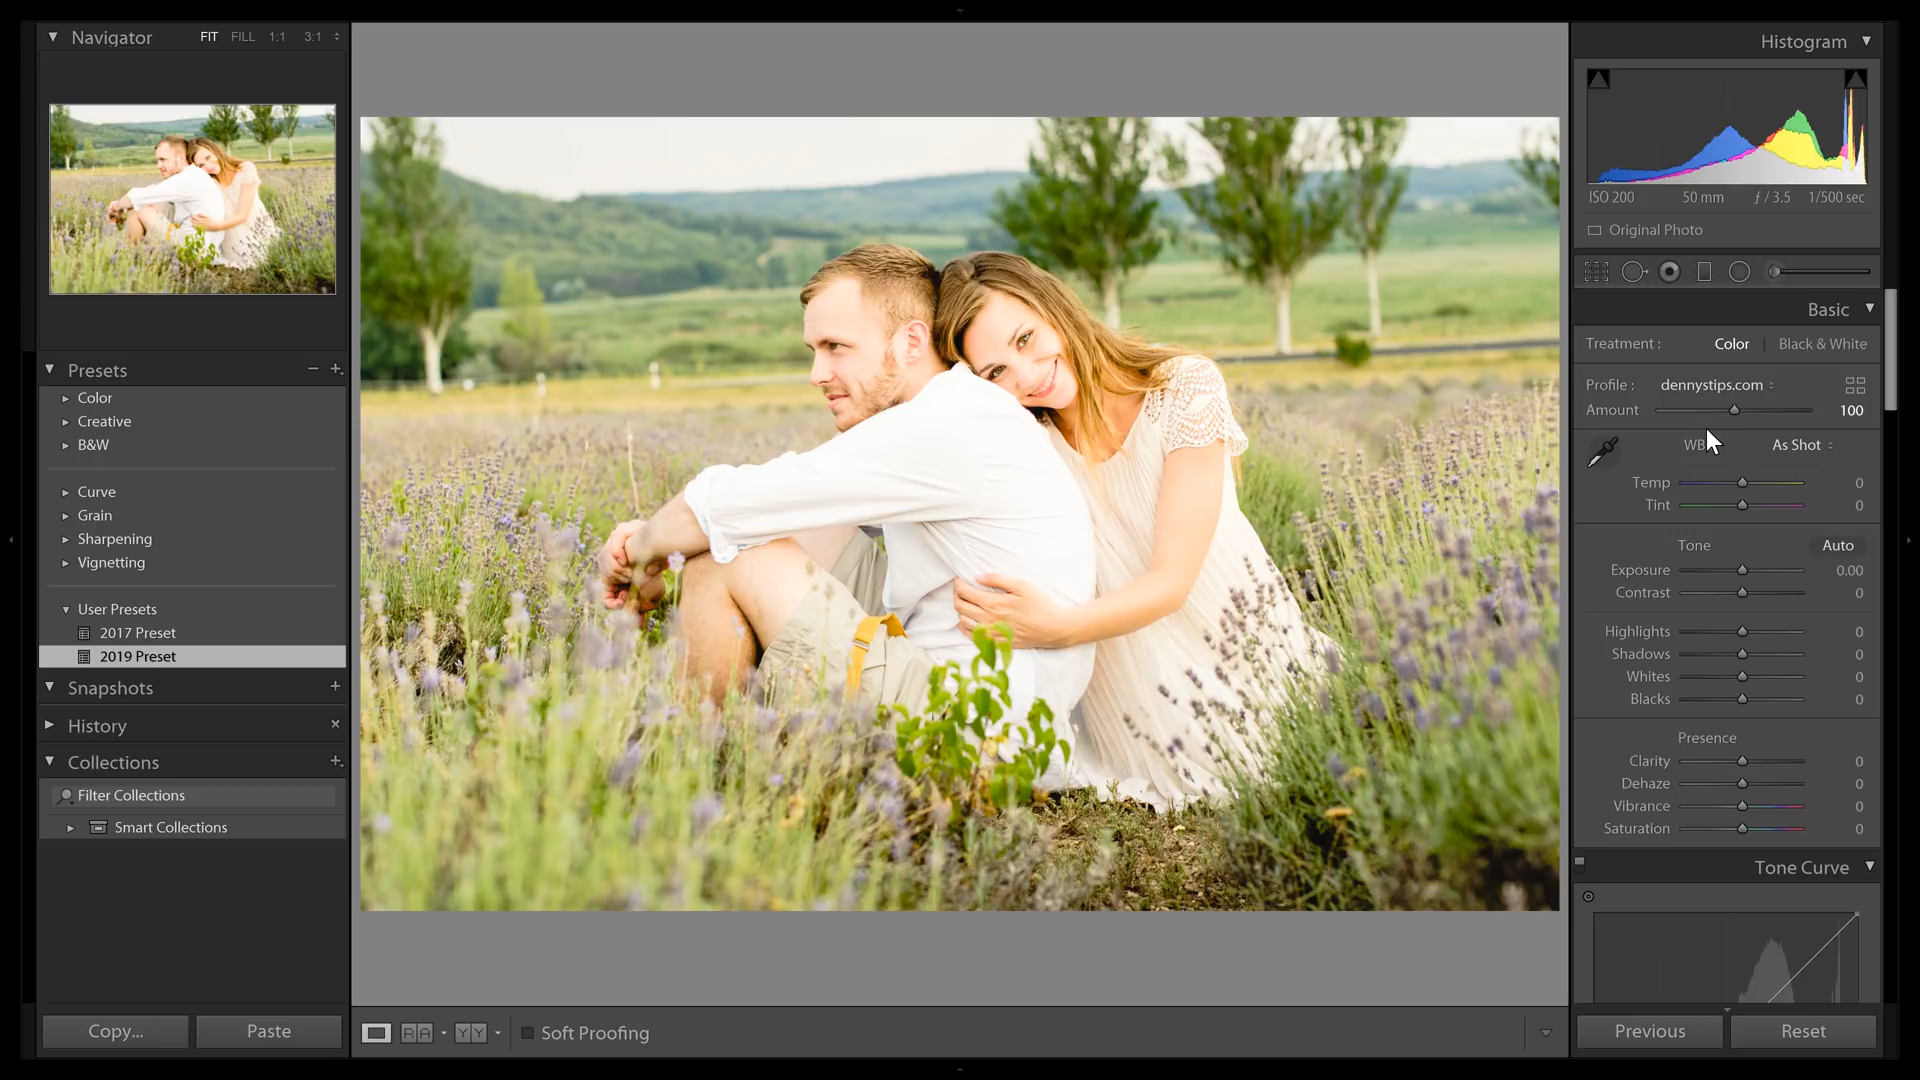 Navigator FIT FILL 1:1 3:1
Presets
Color
Creative
B&W
Curve
Grain
Sharpening
Vignetting
User Presets
2017 Preset
2019 Preset
Snapshots
History
Collections
Filter Collections
Smart Collections
Copy... Paste
R A Y Y Soft Proofing
Histogram
ISO 200 50 mm ƒ / 3.5 1/500 sec
Original Photo
Basic
Treatment : Color Black & White
Profile : dennystips.com
Amount 100
WB As Shot
Temp 0
Tint 0
Tone Auto
Exposure 0.00
Contrast 0
Highlights 0
Shadows 0
Whites 0
Blacks 0
Presence
Clarity 0
Dehaze 0
Vibrance 0
Saturation 0
Tone Curve
Previous Reset